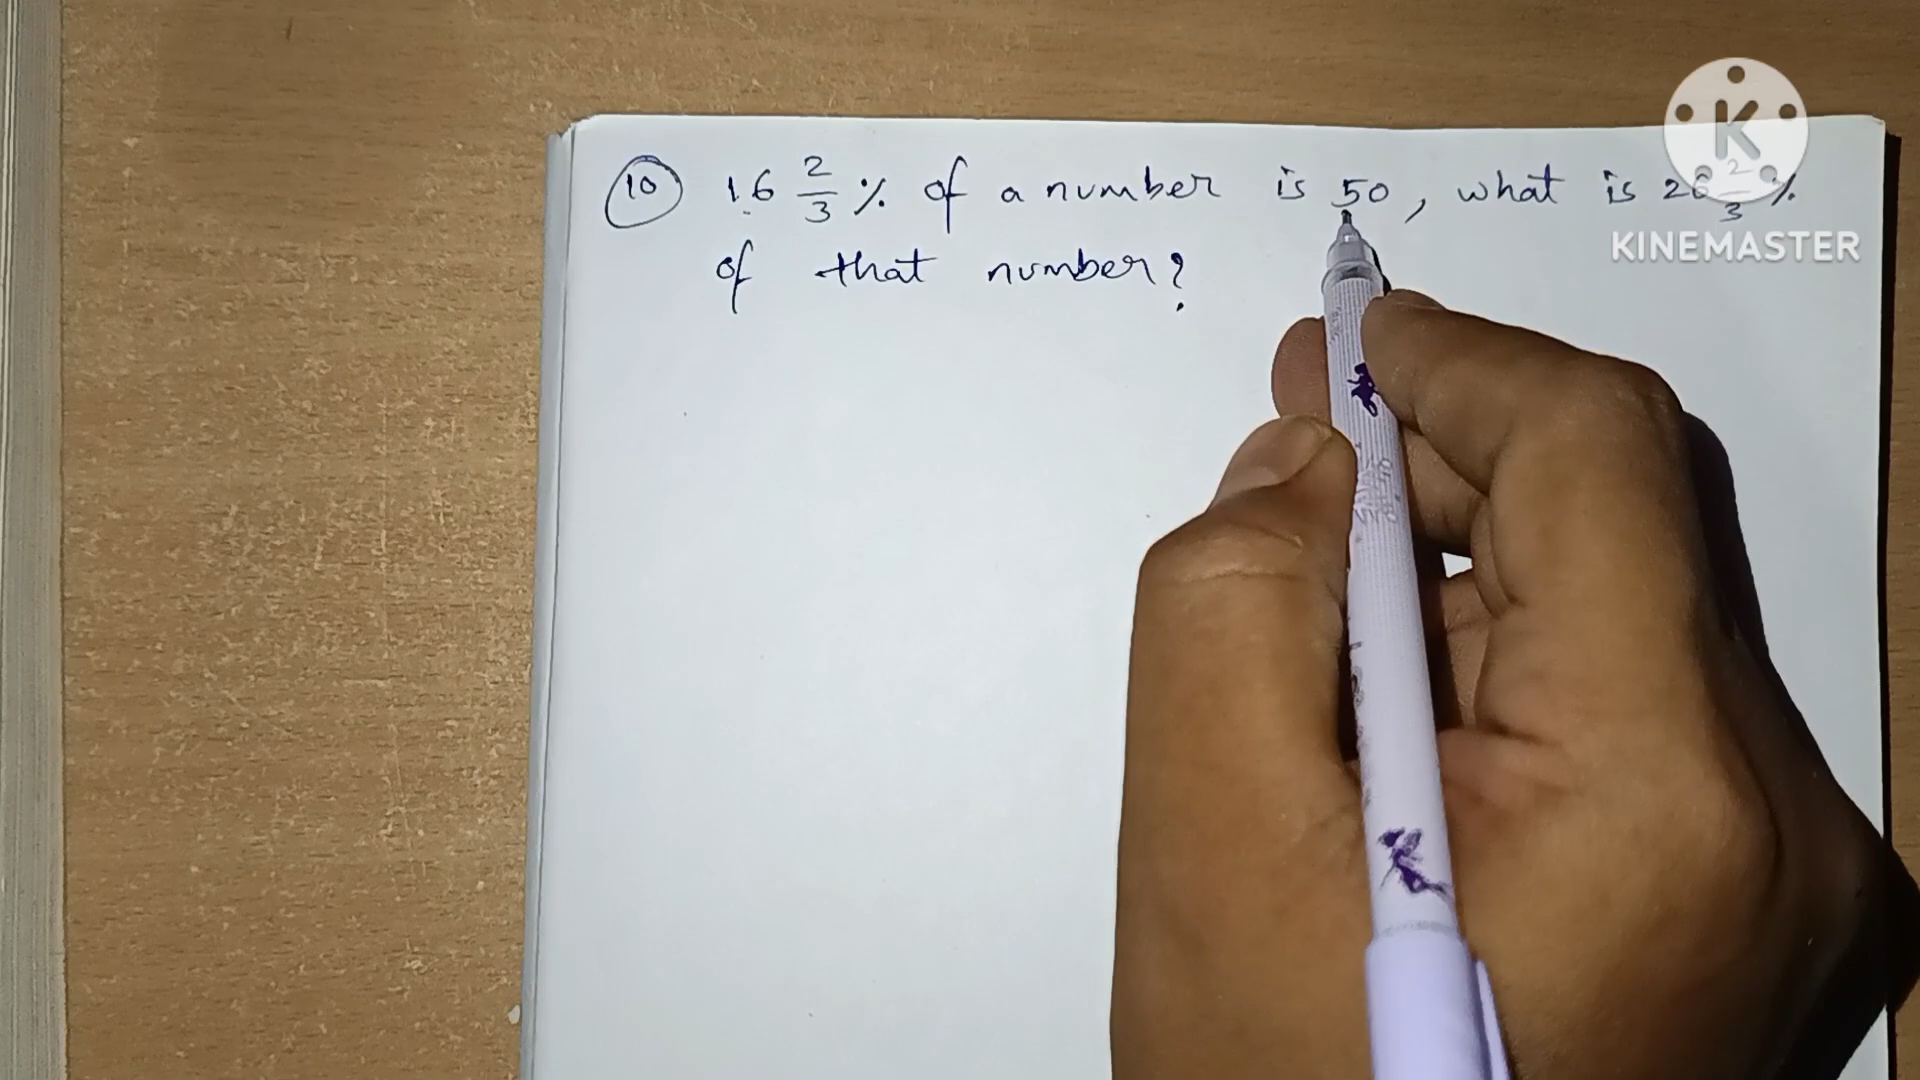 10 16 2/3 % of a number is 50, what is 26 2/3 %
of that number?
K
KINEMASTER